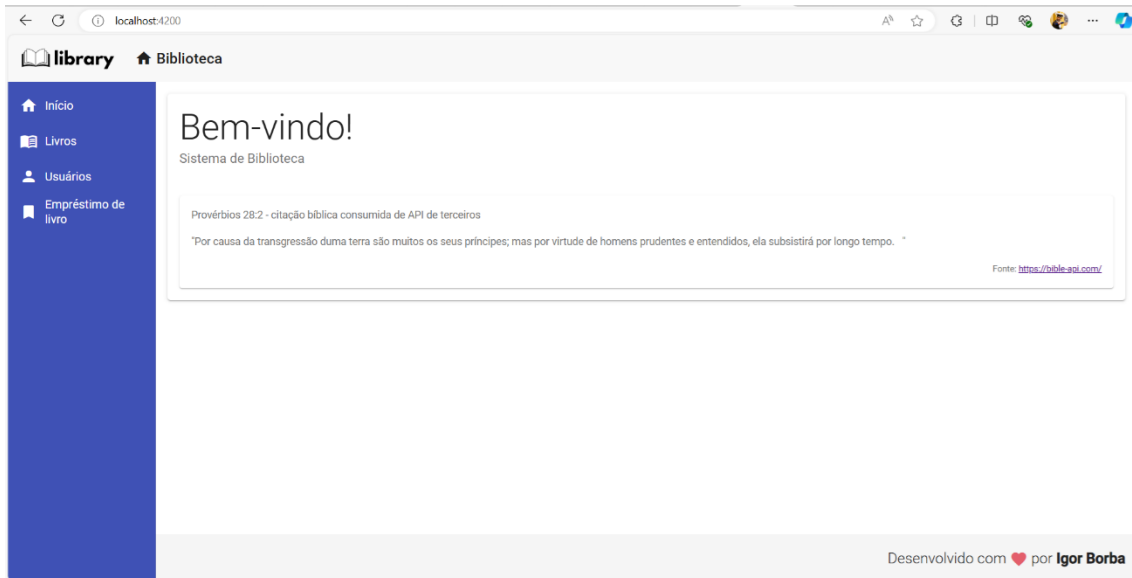 localhost:4200
library
Biblioteca
Início
Livros
Usuários
Empréstimo de
livro
Bem-vindo!
Sistema de Biblioteca
Provérbios 28:2 - citação bíblica consumida de API de terceiros
"Por causa da transgressão duma terra são muitos os seus príncipes; mas por virtude de homens prudentes e entendidos, ela subsistirá por longo tempo. "
Fonte: https://bible-api.com/
Desenvolvido com ❤ por Igor Borba